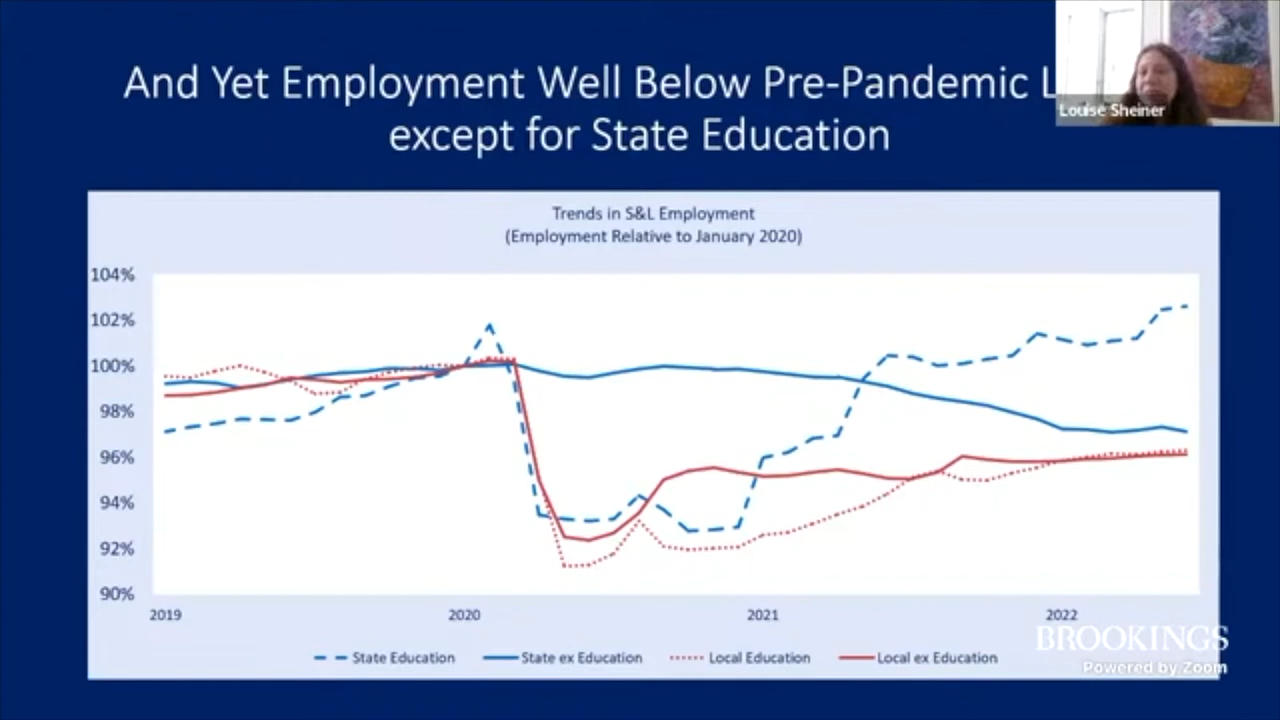 And Yet Employment Well Below Pre-Pandemic L
except for State Education
Louise Sheiner
Trends in S&L Employment
(Employment Relative to January 2020)
104%
102%
100%
98%
96%
94%
92%
90%
2019 2020 2021 2022
State Education State ex Education Local Education Local ex Education
BROOKINGS
Powered by Zoom